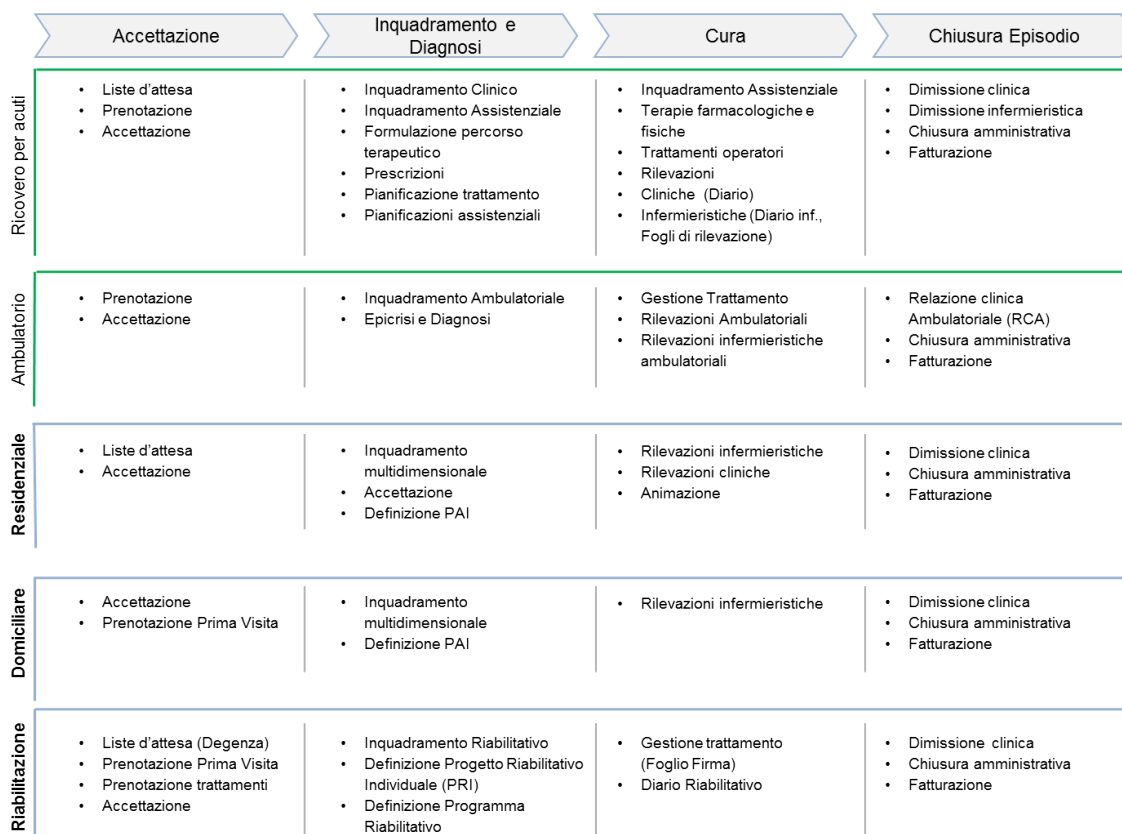 Accettazione
Inquadramento e
Diagnosi
Cura
Chiusura Episodio
Ricovero per acuti
• Liste d'attesa
• Prenotazione
• Accettazione
• Inquadramento Clinico
• Inquadramento Assistenziale
• Formulazione percorso
terapeutico
• Prescrizioni
• Pianificazione trattamento
• Pianificazioni assistenziali
• Inquadramento Assistenziale
• Terapie farmacologiche e
fisiche
• Trattamenti operatori
• Rilevazioni
• Cliniche (Diario)
• Infermieristiche (Diario inf.,
Fogli di rilevazione)
• Dimissione clinica
• Dimissione infermieristica
• Chiusura amministrativa
• Fatturazione
Ambulatorio
• Prenotazione
• Accettazione
• Inquadramento Ambulatoriale
• Epicrisi e Diagnosi
• Gestione Trattamento
• Rilevazioni Ambulatoriali
• Rilevazioni infermieristiche
ambulatoriali
• Relazione clinica
Ambulatoriale (RCA)
• Chiusura amministrativa
• Fatturazione
Residenziale
• Liste d'attesa
• Accettazione
• Inquadramento
multidimensionale
• Accettazione
• Definizione PAI
• Rilevazioni infermieristiche
• Rilevazioni cliniche
• Animazione
• Dimissione clinica
• Chiusura amministrativa
• Fatturazione
Domiciliare
• Accettazione
• Prenotazione Prima Visita
• Inquadramento
multidimensionale
• Definizione PAI
• Rilevazioni infermieristiche
• Dimissione clinica
• Chiusura amministrativa
• Fatturazione
Riabilitazione
• Liste d'attesa (Degenza)
• Prenotazione Prima Visita
• Prenotazione trattamenti
• Accettazione
• Inquadramento Riabilitativo
• Definizione Progetto Riabilitativo
Individuale (PRI)
• Definizione Programma
Riabilitativo
• Gestione trattamento
(Foglio Firma)
• Diario Riabilitativo
• Dimissione clinica
• Chiusura amministrativa
• Fatturazione